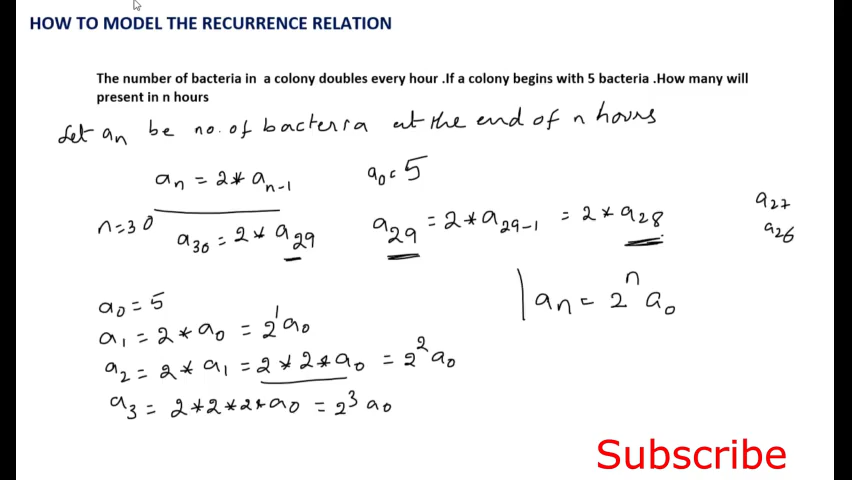 HOW TO MODEL THE RECURRENCE RELATION
The number of bacteria in a colony doubles every hour .If a colony begins with 5 bacteria .How many will
present in n hours
Let aₙ be no. of bacteria at the end of n hours
aₙ = 2 * aₙ₋₁
a₀ = 5
n=30
a₃₀ = 2 * a₂₉
a₂₉ = 2 * a₂₉₋₁ = 2 * a₂₈
a₂₇
a₂₆
a₀ = 5
a₁ = 2 * a₀ = 2¹a₀
a₂ = 2 * a₁ = 2 * 2 * a₀ = 2² a₀
a₃ = 2 * 2 * 2 * a₀ = 2³ a₀
aₙ = 2ⁿ a₀
Subscribe